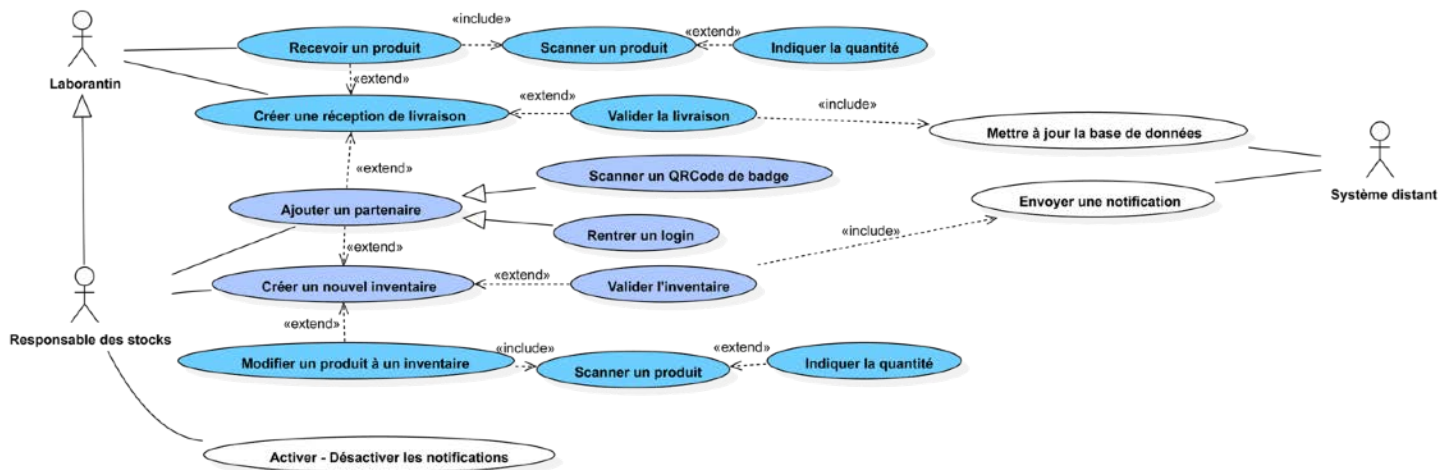 «include»
«extend»
Recevoir un produit
Scanner un produit
Indiquer la quantité
Laborantin
«extend»
«extend»
«include»
Créer une réception de livraison
Valider la livraison
Mettre à jour la base de données
«extend»
Scanner un QRCode de badge
Système distant
Ajouter un partenaire
Envoyer une notification
Rentrer un login
«include»
«extend»
«extend»
Créer un nouvel inventaire
Valider l'inventaire
«extend»
Responsable des stocks
«include»
«extend»
Modifier un produit à un inventaire
Scanner un produit
Indiquer la quantité
Activer - Désactiver les notifications